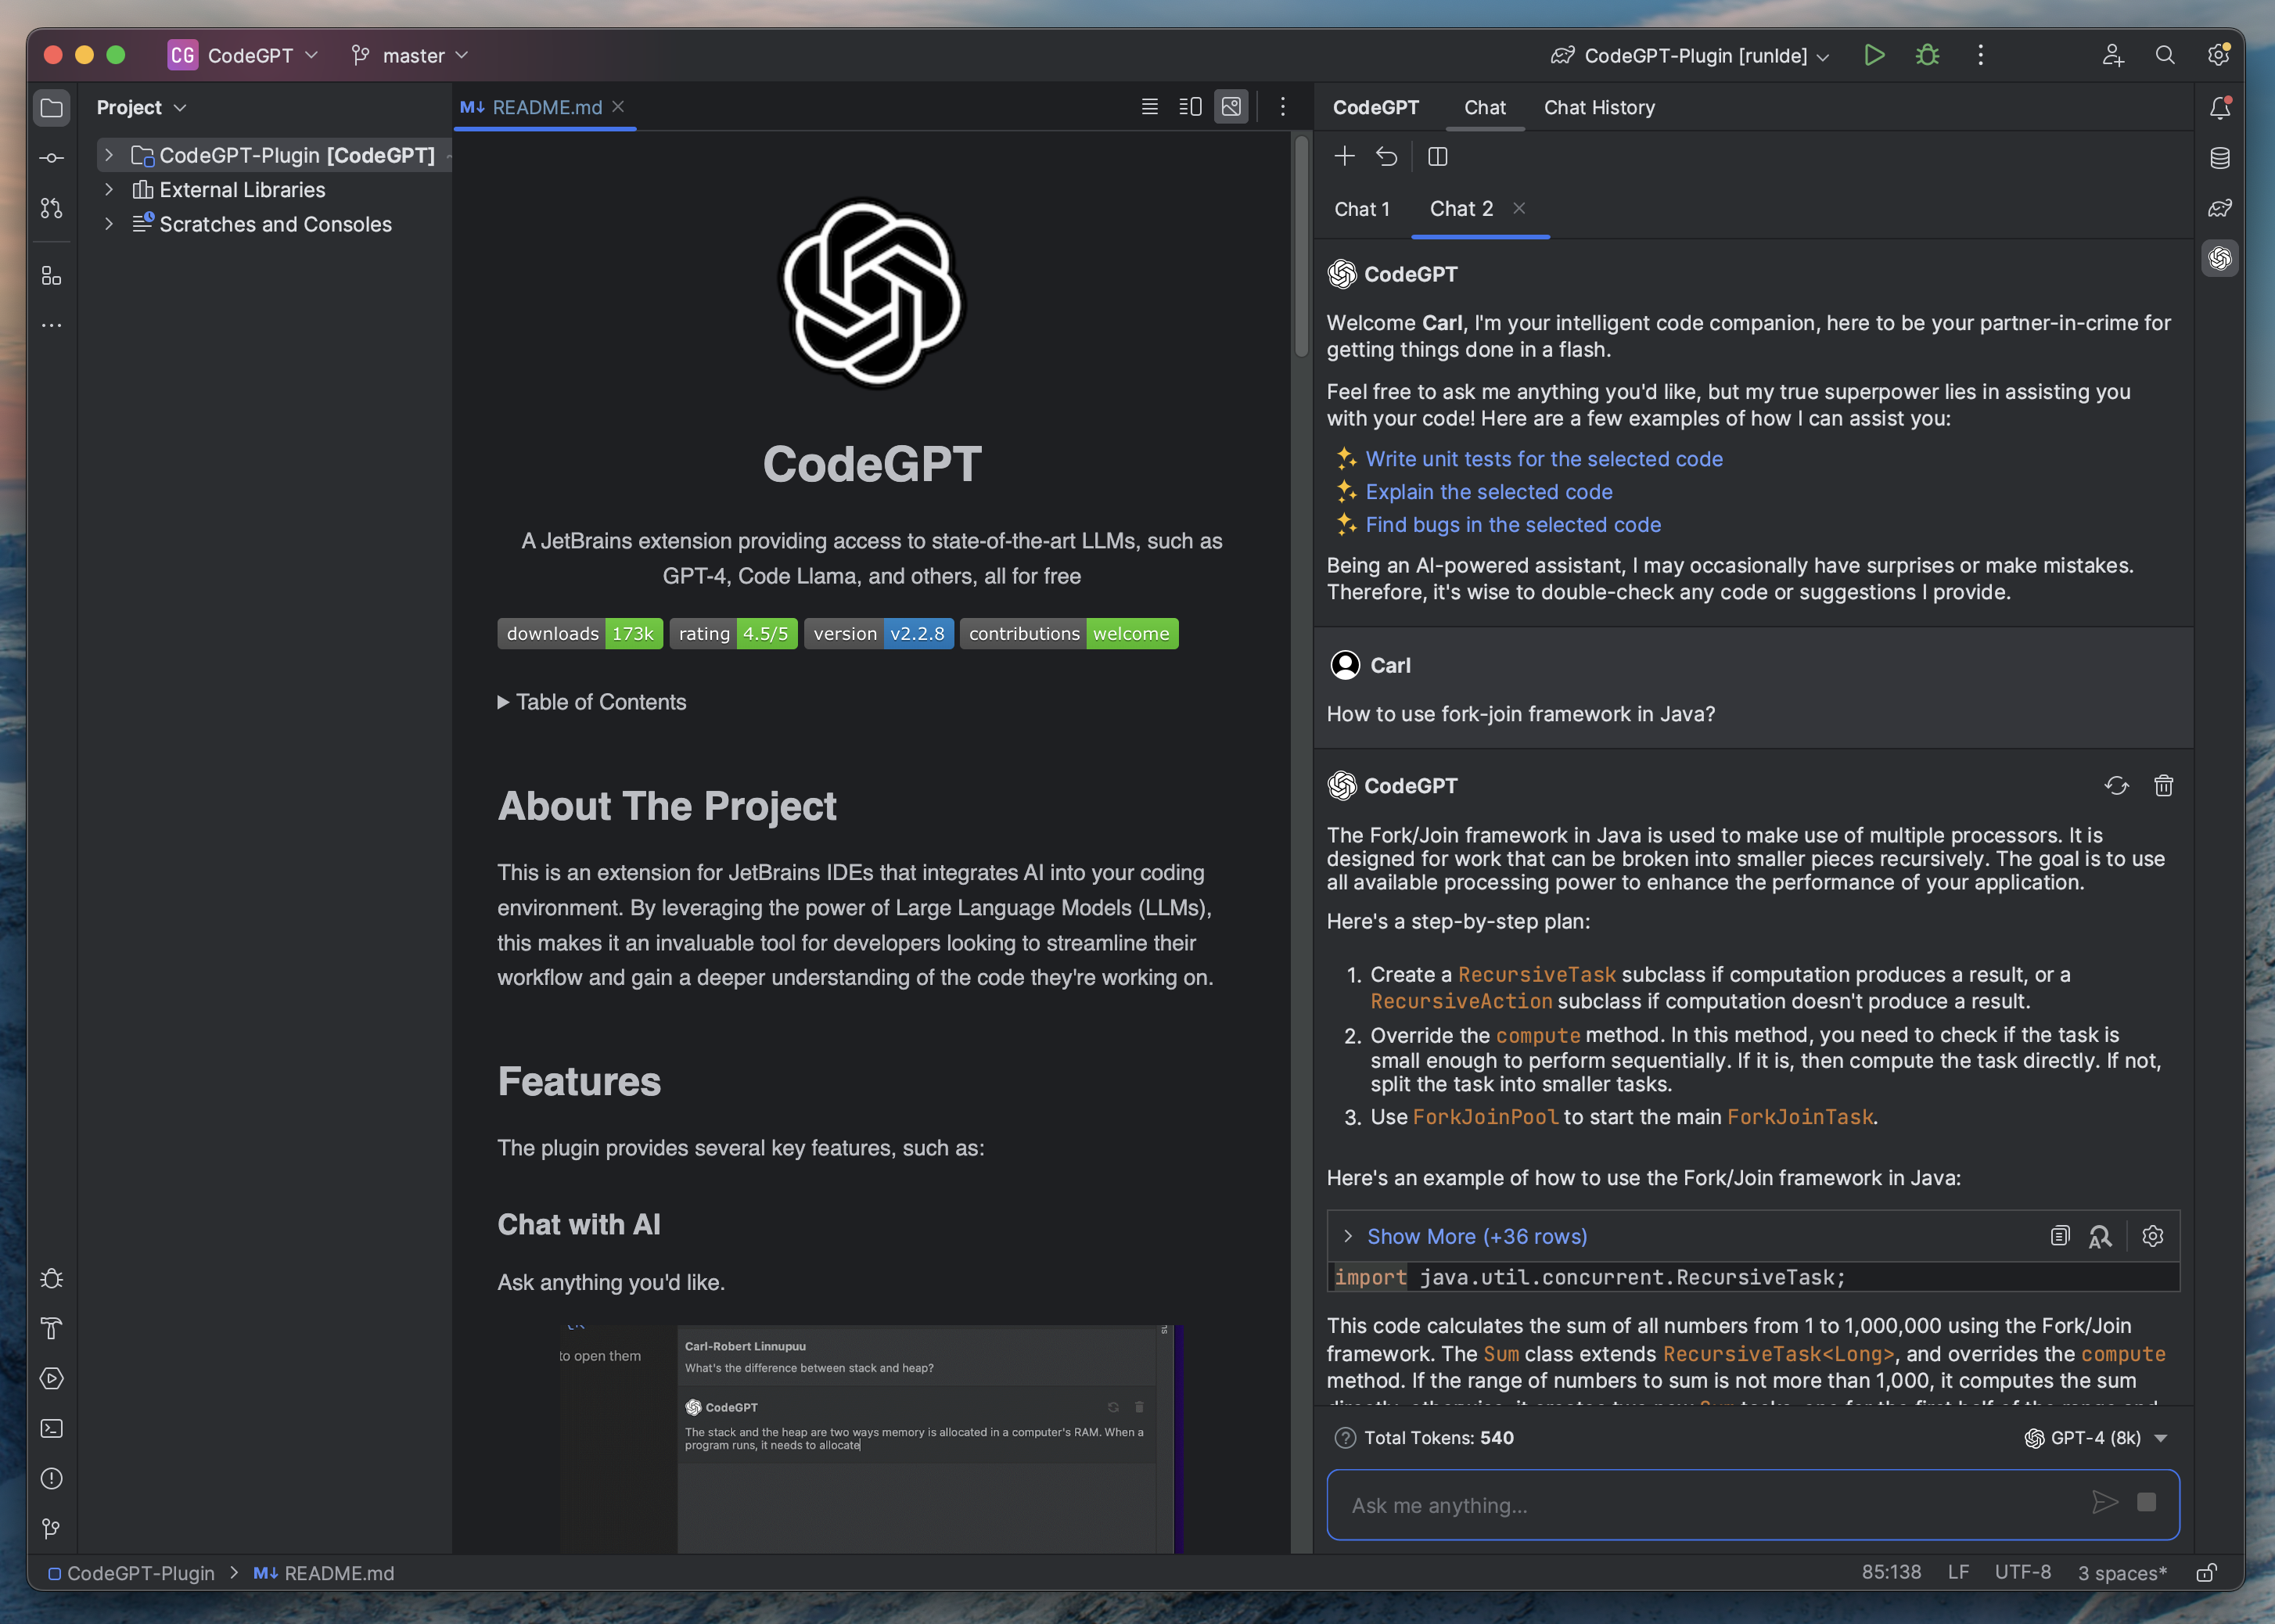 CG CodeGPT
master
CodeGPT-Plugin [runIde]
Project
CodeGPT-Plugin [CodeGPT]
External Libraries
Scratches and Consoles
M↓ README.md
CodeGPT
A JetBrains extension providing access to state-of-the-art LLMs, such as
GPT-4, Code Llama, and others, all for free
downloads 173k rating 4.5/5 version v2.2.8 contributions welcome
Table of Contents
About The Project
This is an extension for JetBrains IDEs that integrates AI into your coding
environment. By leveraging the power of Large Language Models (LLMs),
this makes it an invaluable tool for developers looking to streamline their
workflow and gain a deeper understanding of the code they're working on.
Features
The plugin provides several key features, such as:
Chat with AI
Ask anything you'd like.
to open them
Carl-Robert Linnupuu
What's the difference between stack and heap?
CodeGPT
The stack and the heap are two ways memory is allocated in a computer's RAM. When a
program runs, it needs to allocate
CodeGPT Chat Chat History
Chat 1 Chat 2
CodeGPT
Welcome Carl, I'm your intelligent code companion, here to be your partner-in-crime for
getting things done in a flash.
Feel free to ask me anything you'd like, but my true superpower lies in assisting you
with your code! Here are a few examples of how I can assist you:
Write unit tests for the selected code
Explain the selected code
Find bugs in the selected code
Being an AI-powered assistant, I may occasionally have surprises or make mistakes.
Therefore, it's wise to double-check any code or suggestions I provide.
Carl
How to use fork-join framework in Java?
CodeGPT
The Fork/Join framework in Java is used to make use of multiple processors. It is
designed for work that can be broken into smaller pieces recursively. The goal is to use
all available processing power to enhance the performance of your application.
Here's a step-by-step plan:
1. Create a RecursiveTask subclass if computation produces a result, or a
RecursiveAction subclass if computation doesn't produce a result.
2. Override the compute method. In this method, you need to check if the task is
small enough to perform sequentially. If it is, then compute the task directly. If not,
split the task into smaller tasks.
3. Use ForkJoinPool to start the main ForkJoinTask.
Here's an example of how to use the Fork/Join framework in Java:
Show More (+36 rows)
import java.util.concurrent.RecursiveTask;
This code calculates the sum of all numbers from 1 to 1,000,000 using the Fork/Join
framework. The Sum class extends RecursiveTask<Long>, and overrides the compute
method. If the range of numbers to sum is not more than 1,000, it computes the sum
Total Tokens: 540
GPT-4 (8k)
Ask me anything...
CodeGPT-Plugin > M↓ README.md
85:138 LF UTF-8 3 spaces*